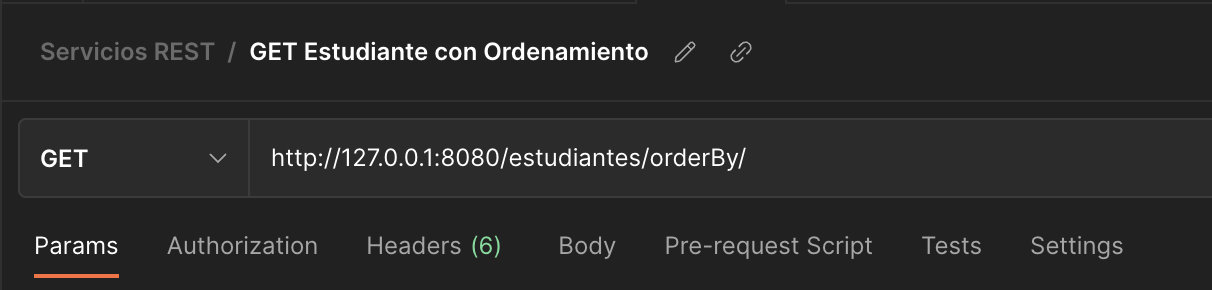 Servicios REST / GET Estudiante con Ordenamiento
GET http://127.0.0.1:8080/estudiantes/orderBy/
Params Authorization Headers (6) Body Pre-request Script Tests Settings